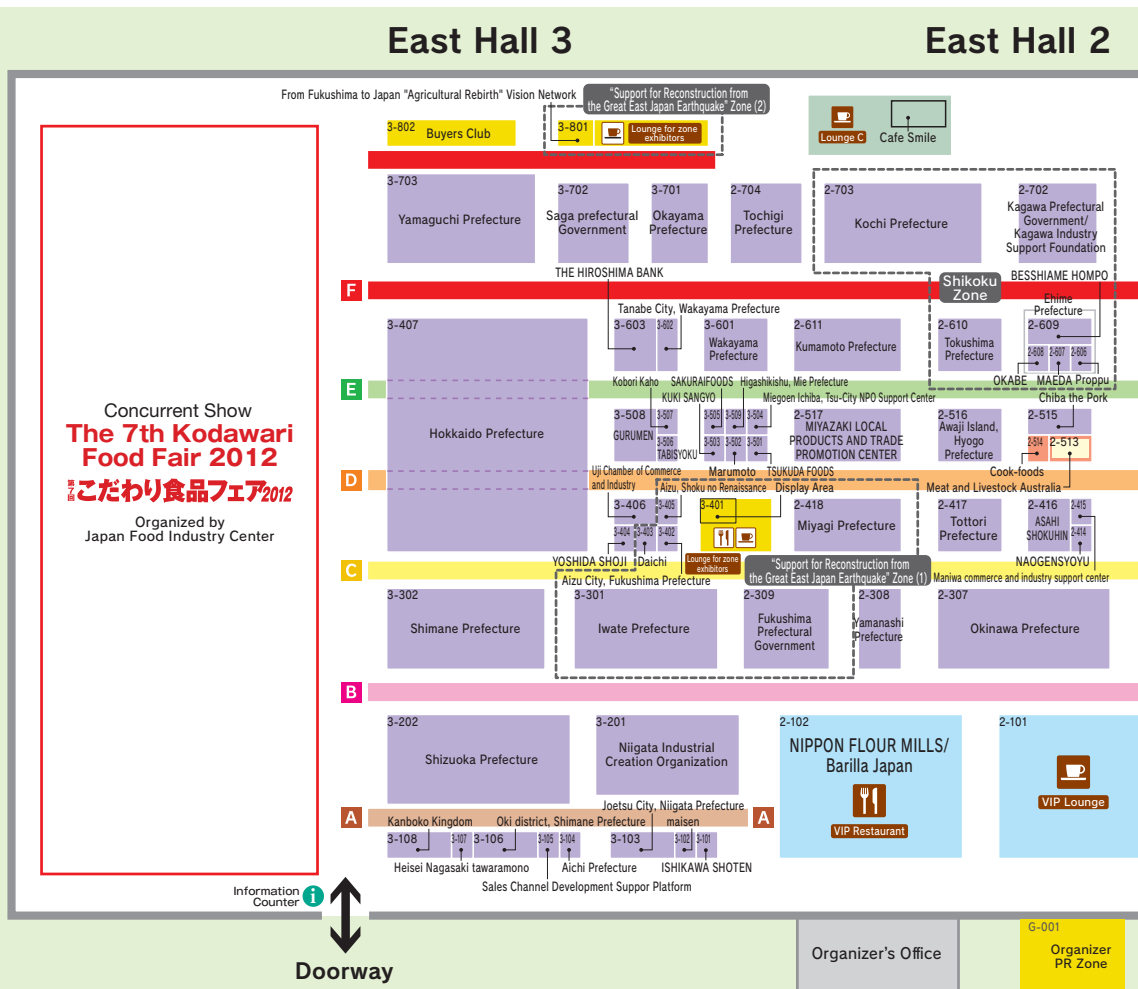 East Hall 3
East Hall 2
From Fukushima to Japan "Agricultural Rebirth" Vision Network
"Support for Reconstruction from
the Great East Japan Earthquake" Zone (2)
3-802
Buyers Club
3-801
Lounge for zone
exhibitors
Lounge C
Cafe Smile
3-703
Yamaguchi Prefecture
3-702
Saga prefectural
Government
3-701
Okayama
Prefecture
2-704
Tochigi
Prefecture
2-703
Kochi Prefecture
2-702
Kagawa Prefectural
Government/
Kagawa Industry
Support Foundation
THE HIROSHIMA BANK
Shikoku
Zone
BESSHIAME HOMPO
F
Tanabe City, Wakayama Prefecture
Ehime
Prefecture
3-407
Hokkaido Prefecture
3-603
3-602
3-601
Wakayama
Prefecture
2-611
Kumamoto Prefecture
2-610
Tokushima
Prefecture
2-609
2-608
2-607
2-606
OKABE
MAEDA
Proppu
E
Kobori Kaho
SAKURAIFOODS
Higashikishu, Mie Prefecture
KUKI SANGYO
Miegoen Ichiba, Tsu-City NPO Support Center
Chiba the Pork
3-508
GURUMEN
3-507
3-506
TABISYOKU
3-505
3-509
3-504
3-503
3-502
3-501
Marumoto
TSUKUDA FOODS
2-517
MIYAZAKI LOCAL
PRODUCTS AND TRADE
PROMOTION CENTER
2-516
Awaji Island,
Hyogo
Prefecture
2-515
2-514
2-513
Cook-foods
Meat and Livestock Australia
D
Uji Chamber of Commerce
and Industry
Aizu, Shoku no Renaissance
Display Area
3-406
3-405
3-404
3-403
3-402
3-401
Lounge for zone
exhibitors
2-418
Miyagi Prefecture
2-417
Tottori
Prefecture
2-416
ASAHI
SHOKUHIN
2-415
2-414
YOSHIDA SHOJI
Daichi
NAOGENSYOYU
C
Aizu City, Fukushima Prefecture
"Support for Reconstruction from
the Great East Japan Earthquake" Zone (1)
Maniwa commerce and industry support center
3-302
Shimane Prefecture
3-301
Iwate Prefecture
2-309
Fukushima
Prefectural
Government
2-308
Yamanashi
Prefecture
2-307
Okinawa Prefecture
B
3-202
Shizuoka Prefecture
3-201
Niigata Industrial
Creation Organization
2-102
NIPPON FLOUR MILLS/
Barilla Japan
VIP Restaurant
2-101
VIP Lounge
Joetsu City, Niigata Prefecture
A
A
Kanboko Kingdom
Oki district, Shimane Prefecture
maisen
3-108
3-107
3-106
3-105
3-104
3-103
3-102
3-101
Heisei Nagasaki tawaramono
Aichi Prefecture
ISHIKAWA SHOTEN
Sales Channel Development Suppor Platform
Concurrent Show
The 7th Kodawari
Food Fair 2012
第7回こだわり食品フェア2012
Organized by
Japan Food Industry Center
Information
Counter
i
Doorway
Organizer's Office
G-001
Organizer
PR Zone